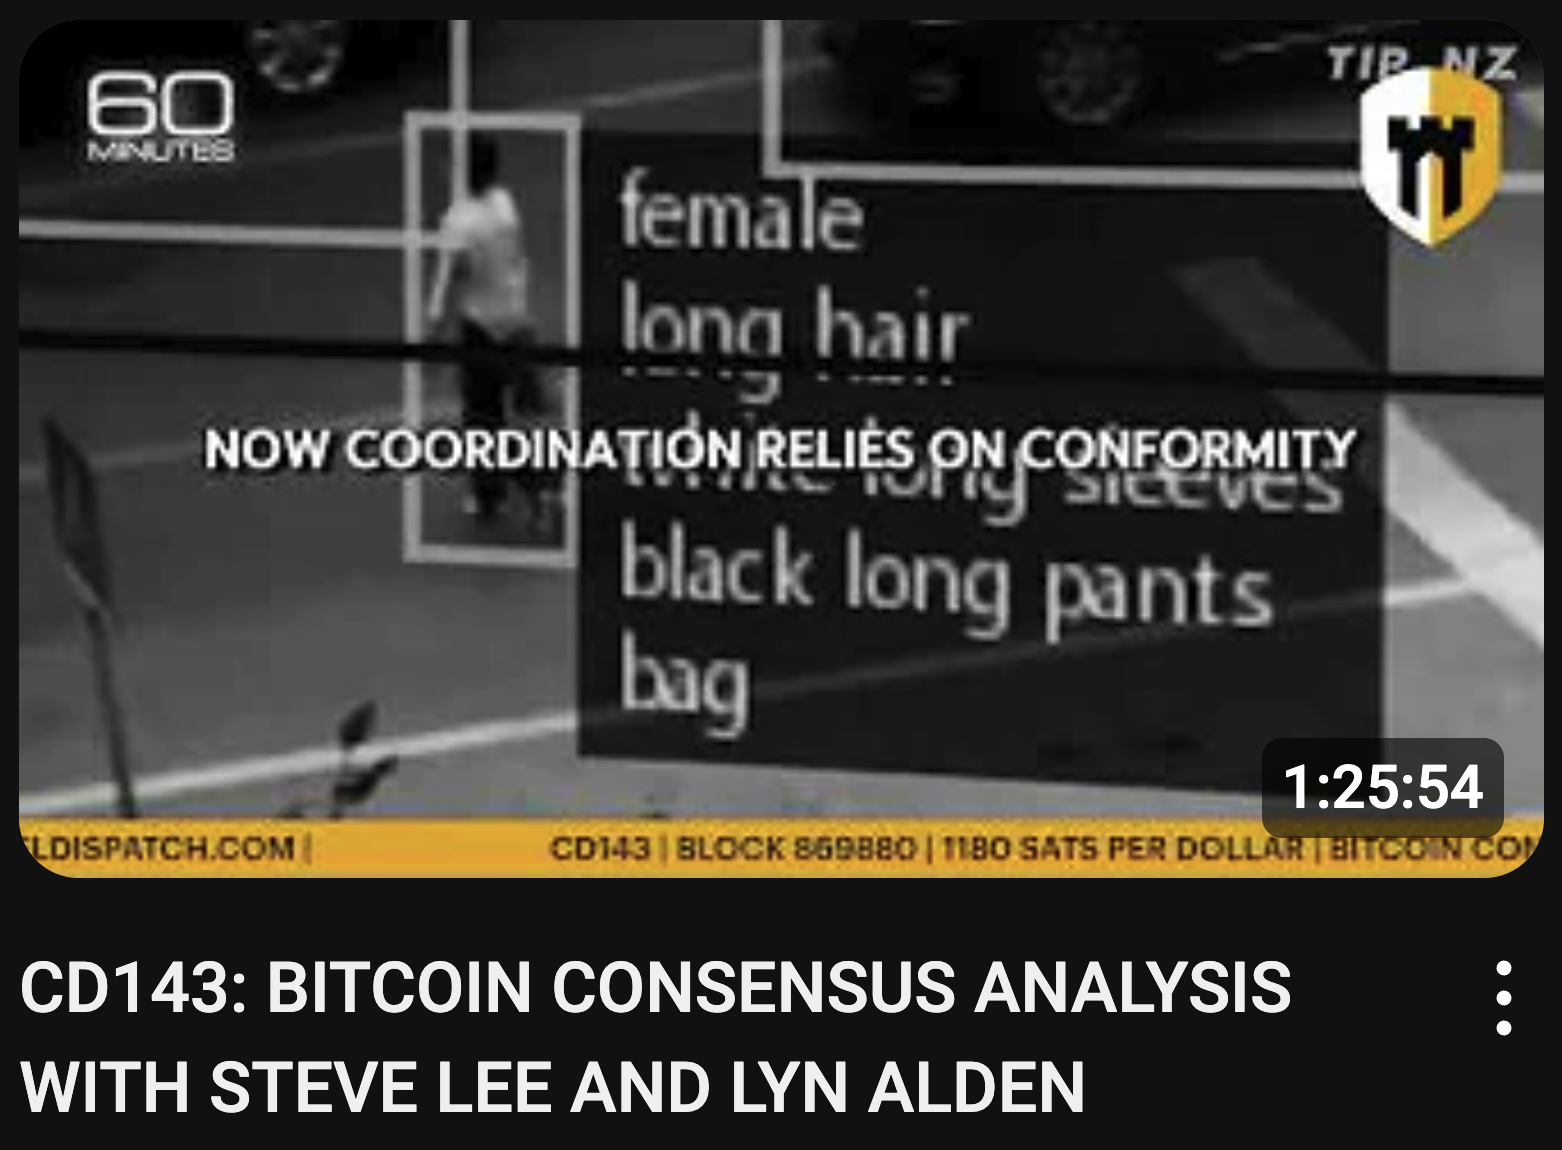 60
MINUTES
TIP NZ
female
long hair
NOW COORDINATION RELIES ON CONFORMITY
white long sleeves
black long pants
bag
1:25:54
LDISPATCH.COM |
CD143 | BLOCK 869880 | 1180 SATS PER DOLLAR | BITCOIN CON
CD143: BITCOIN CONSENSUS ANALYSIS
WITH STEVE LEE AND LYN ALDEN